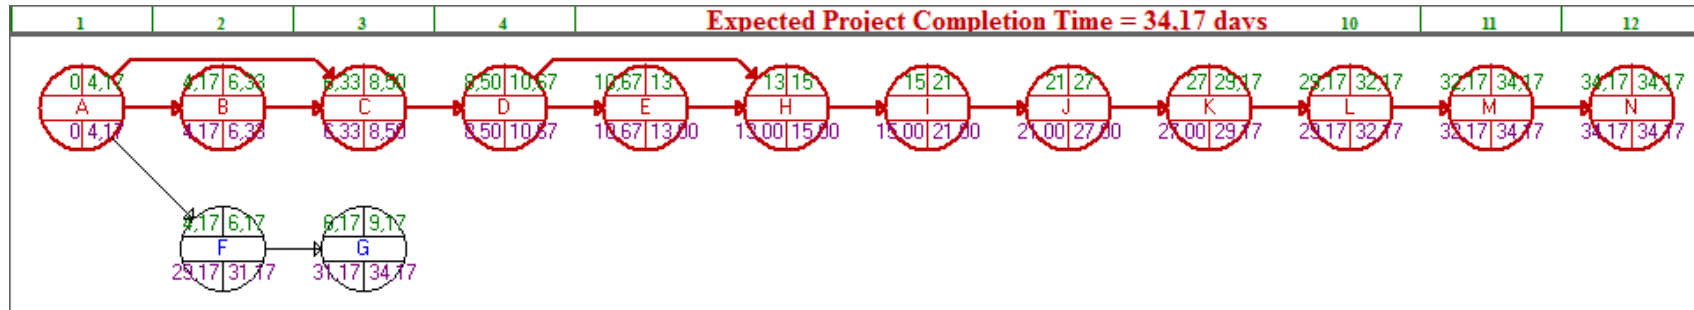 1 2 3 4 Expected Project Completion Time = 34,17 days 10 11 12
0 4,17 4,17 6,33 6,33 8,50 8,50 10,67 10,67 13 13 15 15 21 21 27 27 29,17 29,17 32,17 32,17 34,17 34,17 34,17
A B C D E H I J K L M N
0 4,17 4,17 6,33 6,33 8,50 8,50 10,67 10,67 13,00 13,00 15,00 15,00 21,00 21,00 27,00 27,00 29,17 29,17 32,17 32,17 34,17 34,17 34,17
4,17 6,17 6,17 9,17
F G
29,17 31,17 31,17 34,17